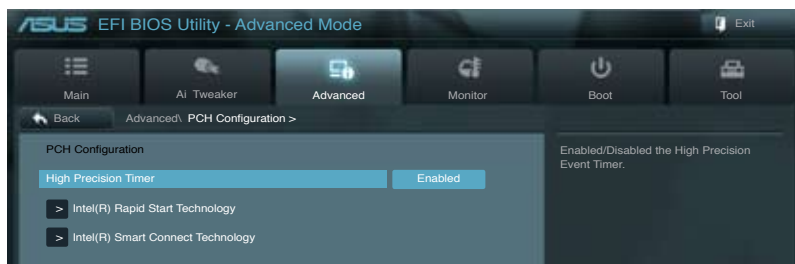 ASUS EFI BIOS Utility - Advanced Mode Exit
Main Ai Tweaker Advanced Monitor Boot Tool
Back Advanced\ PCH Configuration >
PCH Configuration
High Precision Timer Enabled
> Intel(R) Rapid Start Technology
> Intel(R) Smart Connect Technology
Enabled/Disabled the High Precision
Event Timer.